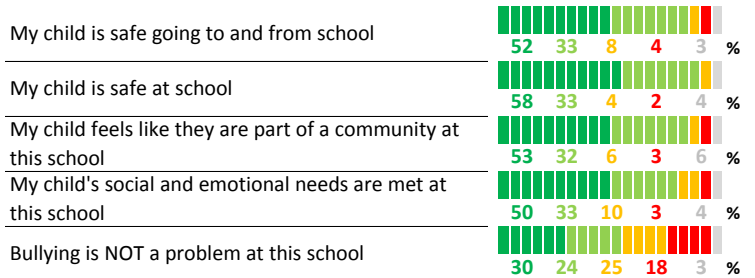 My child is safe going to and from school
52 33 8 4 3 %
My child is safe at school
58 33 4 2 4 %
My child feels like they are part of a community at
this school
53 32 6 3 6 %
My child's social and emotional needs are met at
this school
50 33 10 3 4 %
Bullying is NOT a problem at this school
30 24 25 18 3 %